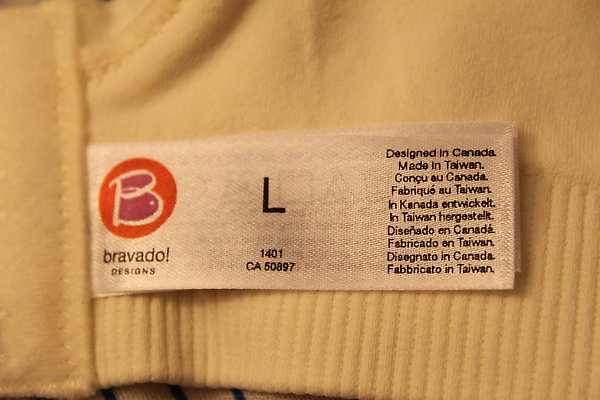 B
bravado!
DESIGNS
L
1401
CA 50897
Designed in Canada.
Made in Taiwan.
Conçu au Canada.
Fabriqué au Taiwan.
In Kanada entwickelt.
In Taiwan hergestellt.
Diseñado en Canadá.
Fabricado en Taiwan.
Disegnato in Canada.
Fabbricato in Taiwan.